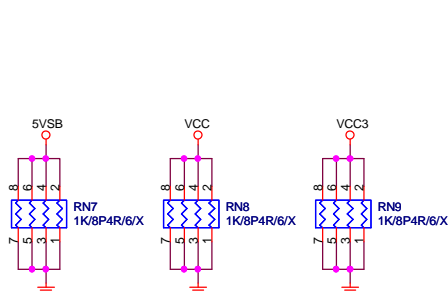 5VSB
VCC
VCC3
8 6 4 2
8 6 4 2
8 6 4 2
RN7
1K/8P4R/6/X
RN8
1K/8P4R/6/X
RN9
1K/8P4R/6/X
7 5 3 1
7 5 3 1
7 5 3 1